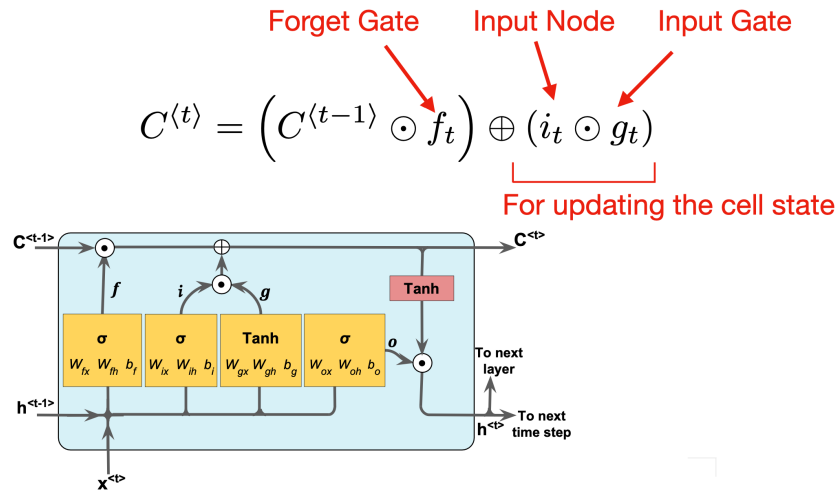 Forget Gate Input Node Input Gate
C⟨t⟩ = (C⟨t−1⟩ ⊙ f_t) ⊕ (i_t ⊙ g_t)
For updating the cell state
C<t-1>
C<t>
f
i
g
Tanh
σ
W_fx W_fh b_f
σ
W_ix W_ih b_i
Tanh
W_gx W_gh b_g
σ
W_ox W_oh b_o
o
To next
layer
h<t-1>
h<t>
To next
time step
x<t>